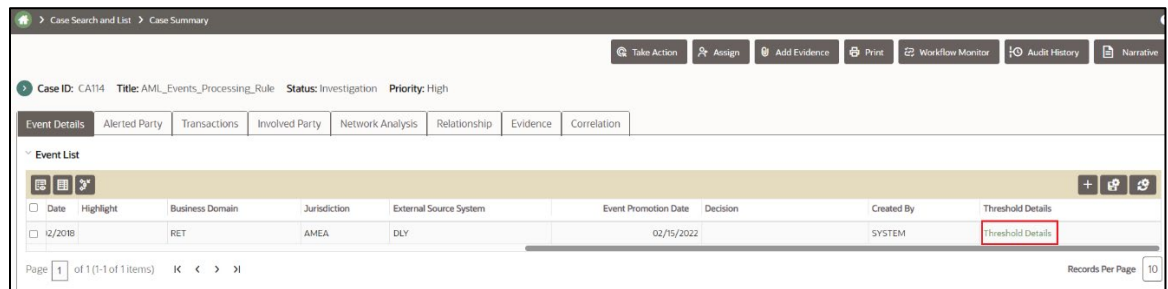 > Case Search and List > Case Summary
Take Action Assign Add Evidence Print Workflow Monitor Audit History Narrative
Case ID: CA114 Title: AML_Events_Processing_Rule Status: Investigation Priority: High
Event Details Alerted Party Transactions Involved Party Network Analysis Relationship Evidence Correlation
Event List
Date Highlight Business Domain Jurisdiction External Source System Event Promotion Date Decision Created By Threshold Details
02/2018 RET AMEA DLY 02/15/2022 SYSTEM Threshold Details
Page 1 of 1 (1-1 of 1 items) Records Per Page 10